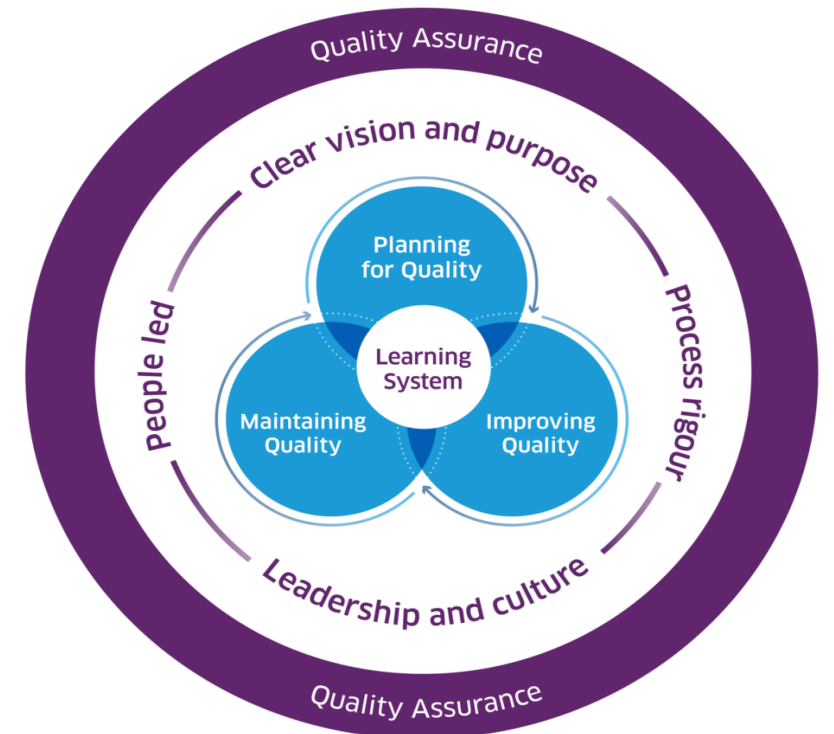 Quality Assurance
Clear vision and purpose
Planning
for Quality
People led
Process rigour
Learning
System
Maintaining
Quality
Improving
Quality
Leadership and culture
Quality Assurance